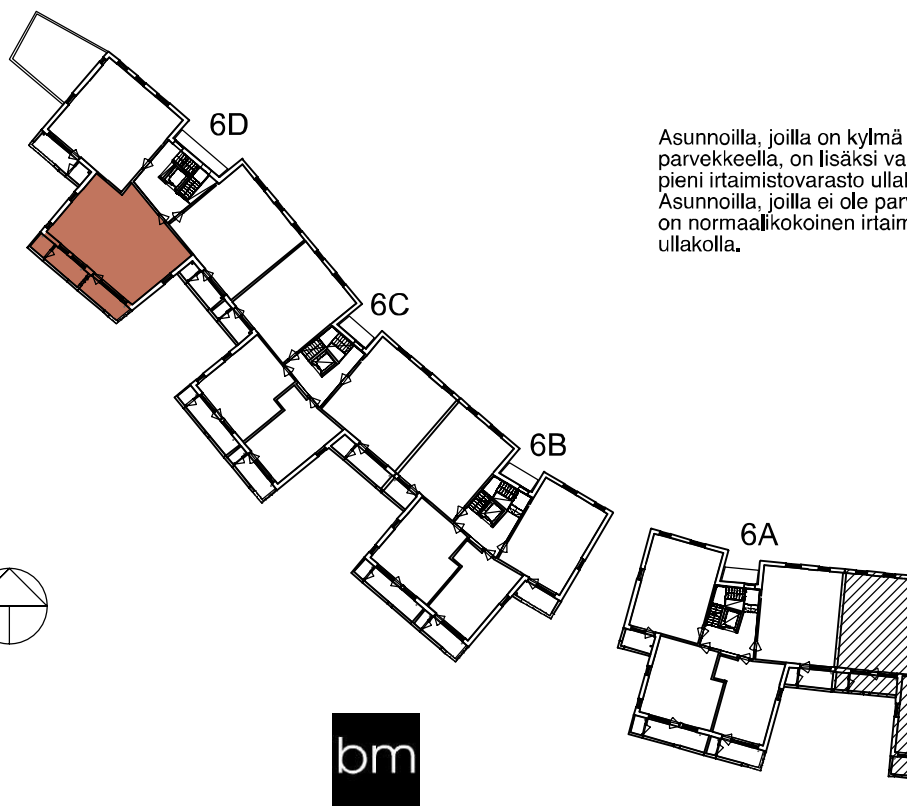 6D
Asunnoilla, joilla on kylmä
parvekkeella, on lisäksi va
pieni irtaimistovarasto ullal
Asunnoilla, joilla ei ole parv
on normaalikokoinen irtaim
ullakolla.
6C
6B
6A
bm